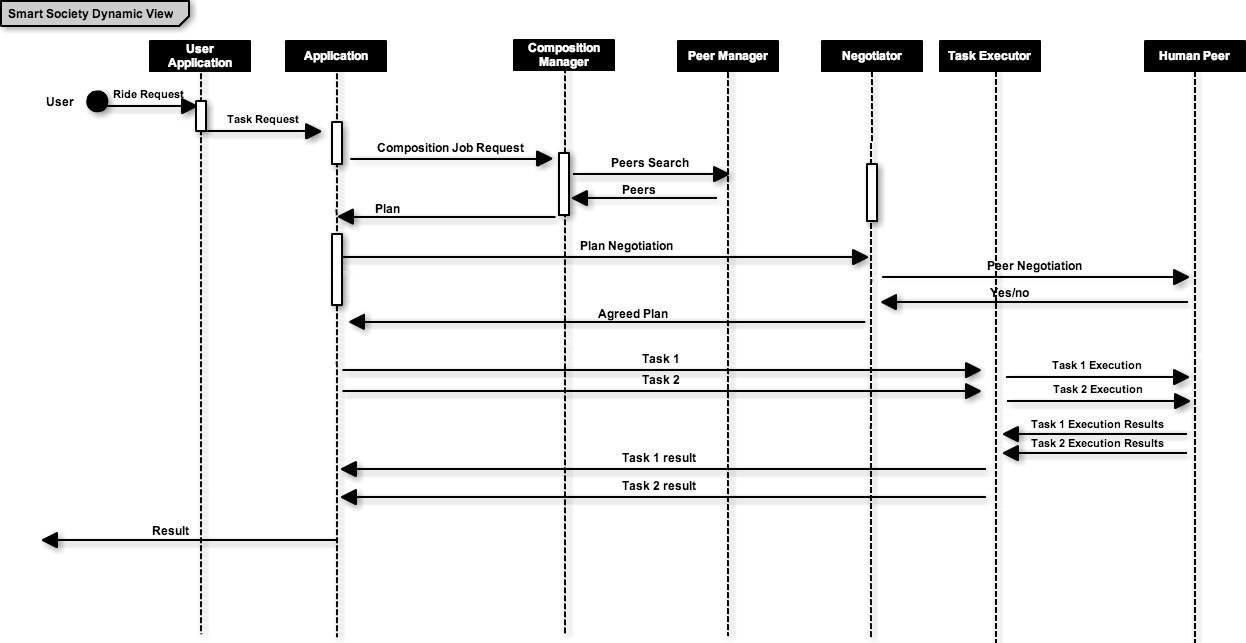 Smart Society Dynamic View
User
Application
Application
Composition
Manager
Peer Manager
Negotiator
Task Executor
Human Peer
User
Ride Request
Task Request
Composition Job Request
Peers Search
Peers
Plan
Plan Negotiation
Peer Negotiation
Yes/no
Agreed Plan
Task 1
Task 1 Execution
Task 2
Task 2 Execution
Task 1 Execution Results
Task 2 Execution Results
Task 1 result
Task 2 result
Result